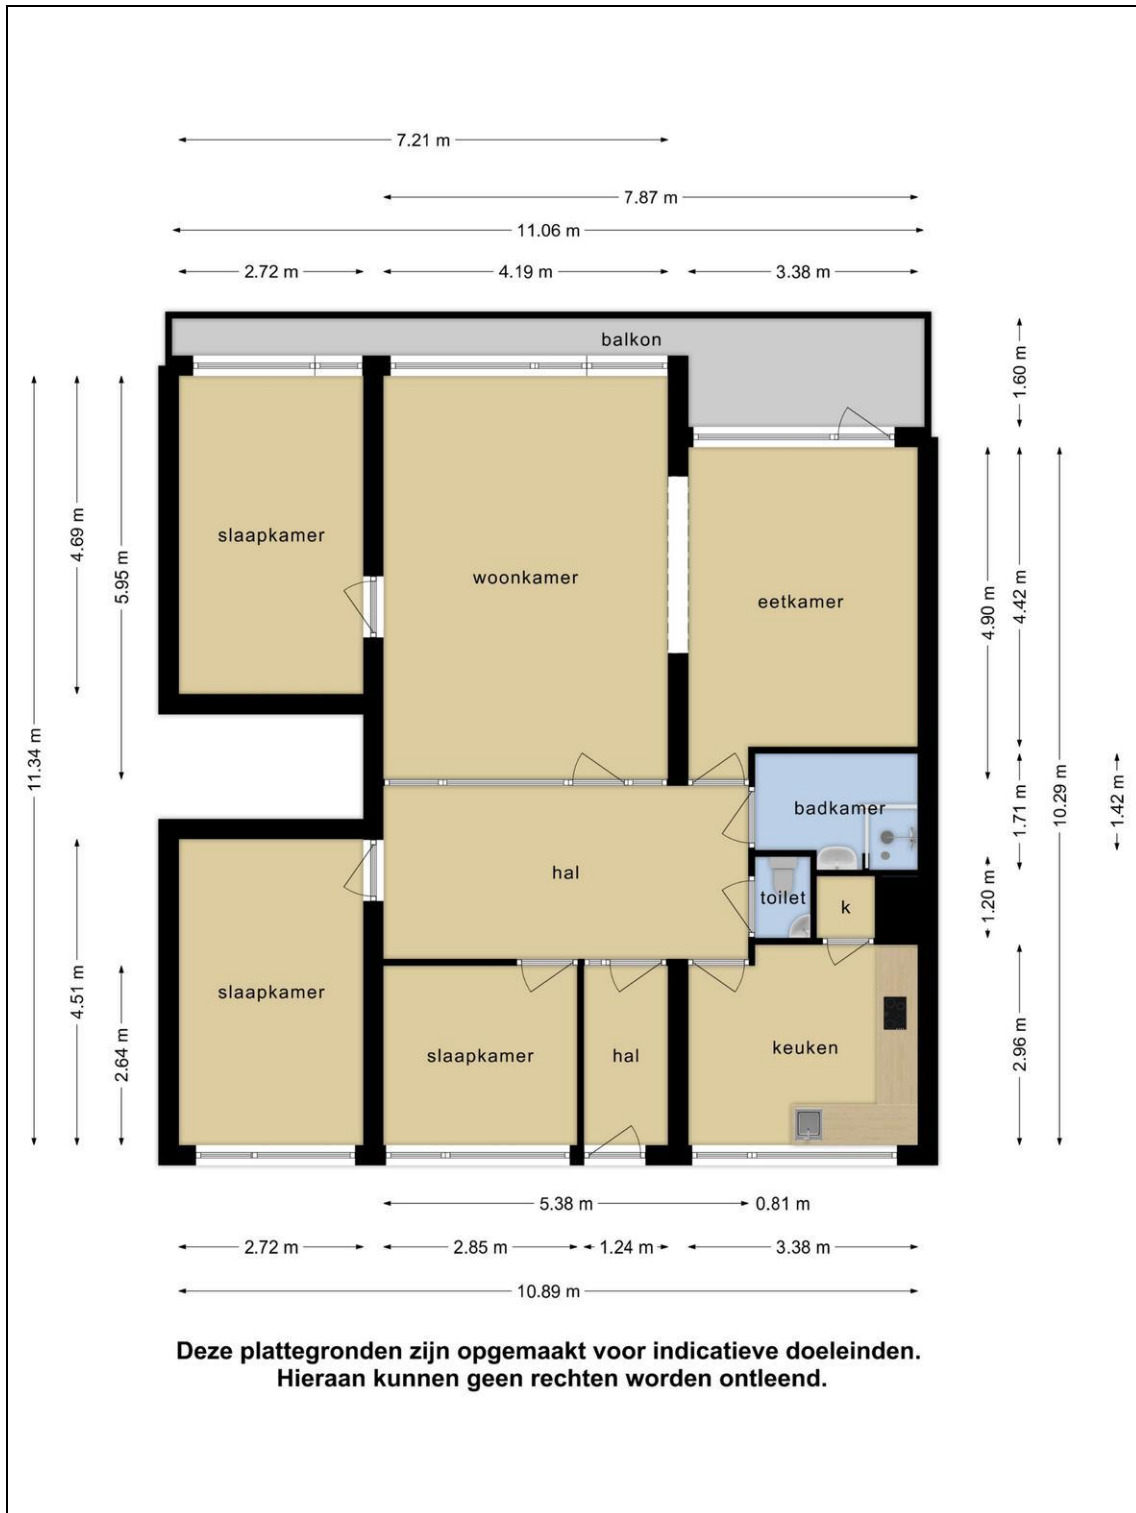 7.21 m
7.87 m
11.06 m
2.72 m
4.19 m
3.38 m
balkon
1.60 m
slaapkamer
woonkamer
eetkamer
4.69 m
5.95 m
11.34 m
4.90 m
4.42 m
10.29 m
1.71 m
1.42 m
badkamer
hal
toilet
k
1.20 m
slaapkamer
slaapkamer
hal
keuken
4.51 m
2.64 m
2.96 m
5.38 m
0.81 m
2.72 m
2.85 m
1.24 m
3.38 m
10.89 m
Deze plattegronden zijn opgemaakt voor indicatieve doeleinden.
Hieraan kunnen geen rechten worden ontleend.